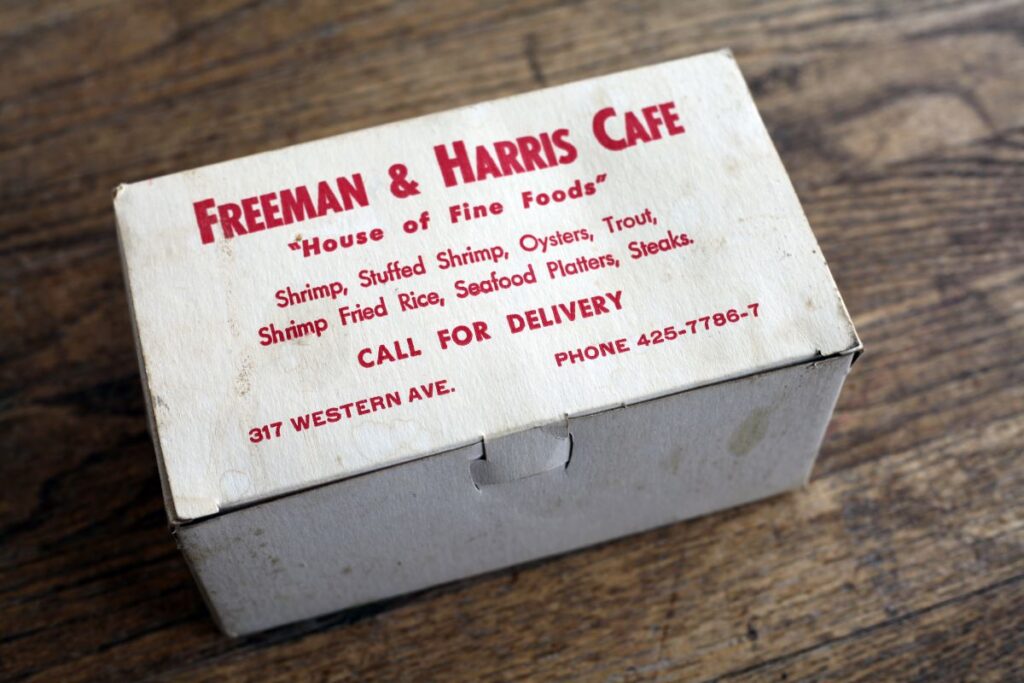 FREEMAN & HARRIS CAFE
"House of Fine Foods"
Shrimp, Stuffed Shrimp, Oysters, Trout,
Shrimp Fried Rice, Seafood Platters, Steaks.
CALL FOR DELIVERY
317 WESTERN AVE. PHONE 425-7786-7